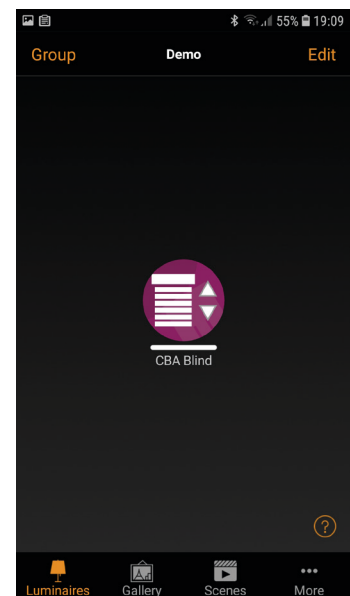 55% 19:09
Group Demo Edit
CBA Blind
?
Luminaires Gallery Scenes More